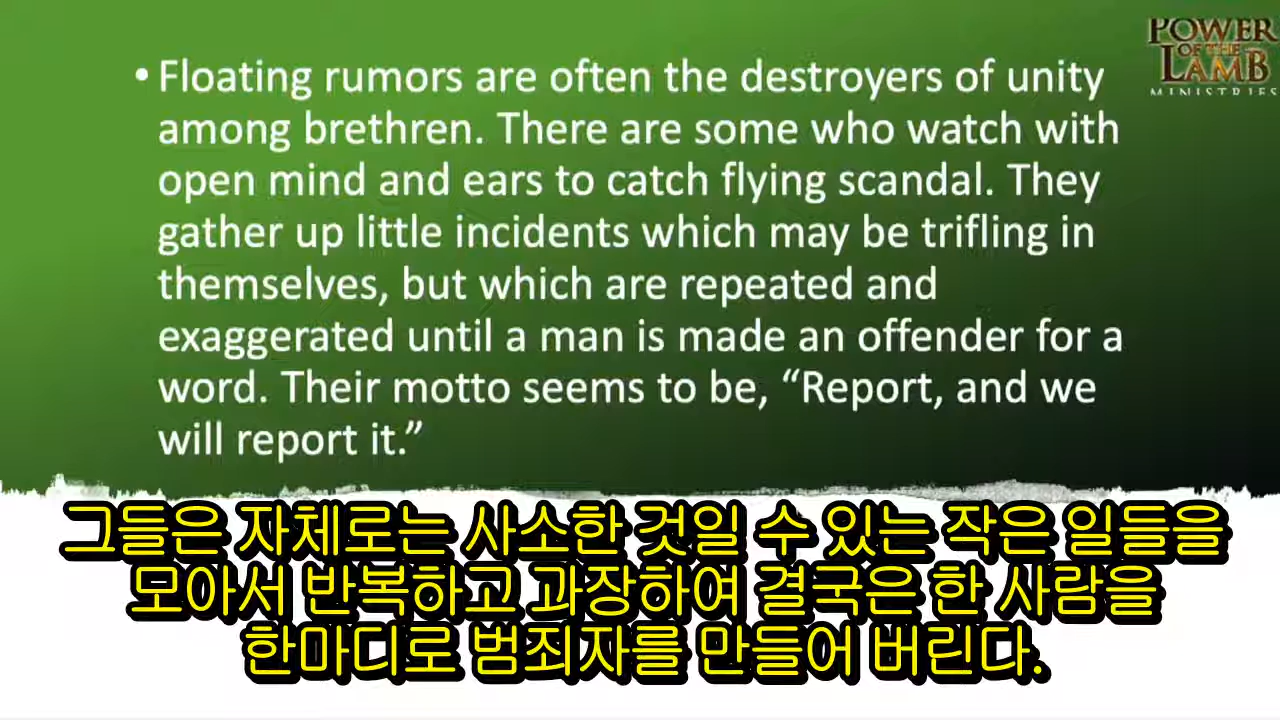 POWER
OF THE
LAMB
MINISTRIES
• Floating rumors are often the destroyers of unity
among brethren. There are some who watch with
open mind and ears to catch flying scandal. They
gather up little incidents which may be trifling in
themselves, but which are repeated and
exaggerated until a man is made an offender for a
word. Their motto seems to be, “Report, and we
will report it.”
그들은 자체로는 사소한 것일 수 있는 작은 일들을
모아서 반복하고 과장하여 결국은 한 사람을
한마디로 범죄자를 만들어 버린다.